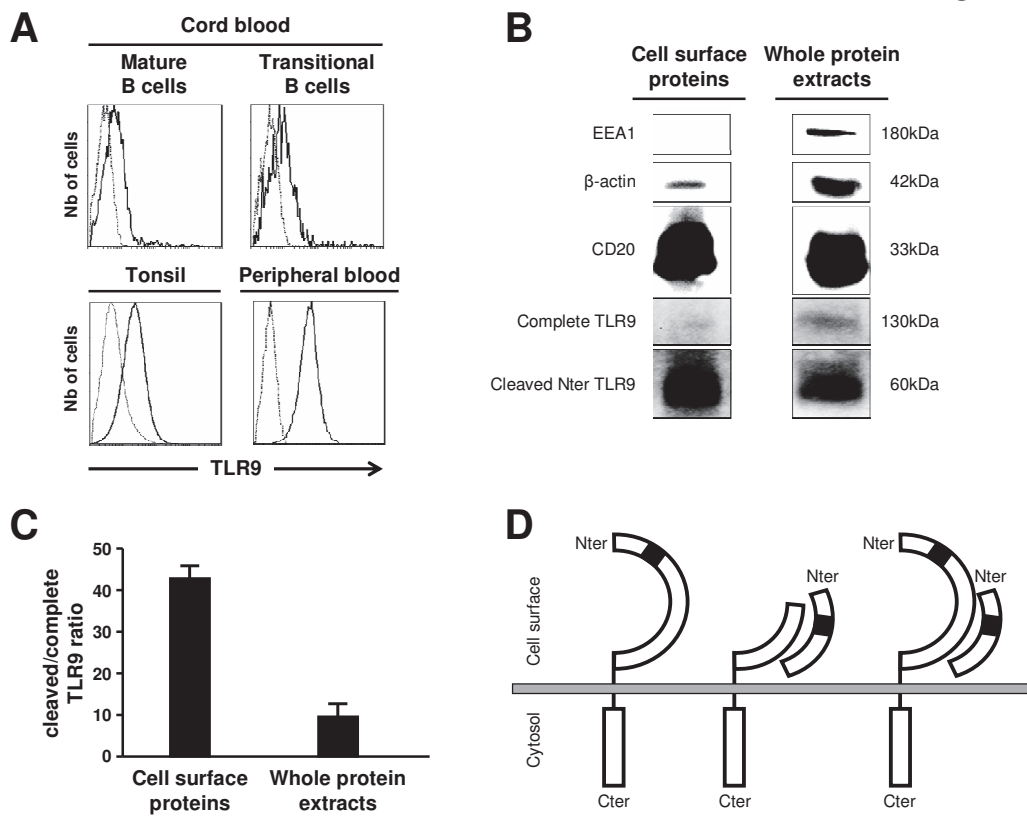 A
Cord blood
Mature
B cells
Transitional
B cells
Nb of cells
Tonsil
Peripheral blood
Nb of cells
TLR9
B
Cell surface
proteins
Whole protein
extracts
EEA1
180kDa
β-actin
42kDa
CD20
33kDa
Complete TLR9
130kDa
Cleaved Nter TLR9
60kDa
C
cleaved/complete
TLR9 ratio
50
40
30
20
10
0
Cell surface
proteins
Whole protein
extracts
D
Cell surface
Cytosol
Nter
Cter
Nter
Cter
Nter
Nter
Cter